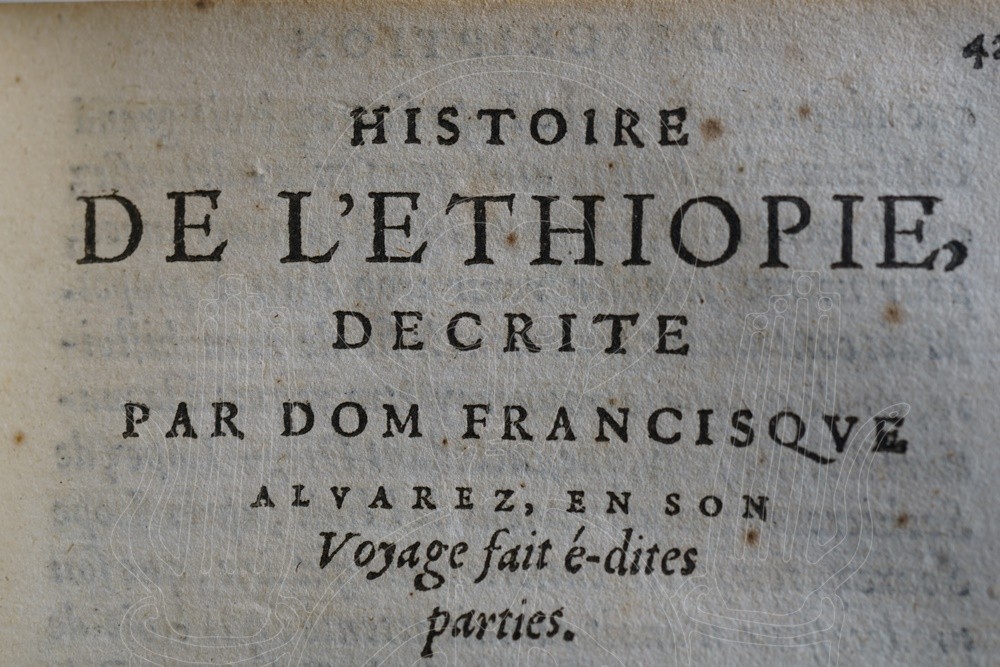 HISTOIRE
DE L'ETHIOPIE,
DECRITE
PAR DOM FRANCISQVE
ALVAREZ, EN SON
Voyage fait é-dites
parties.